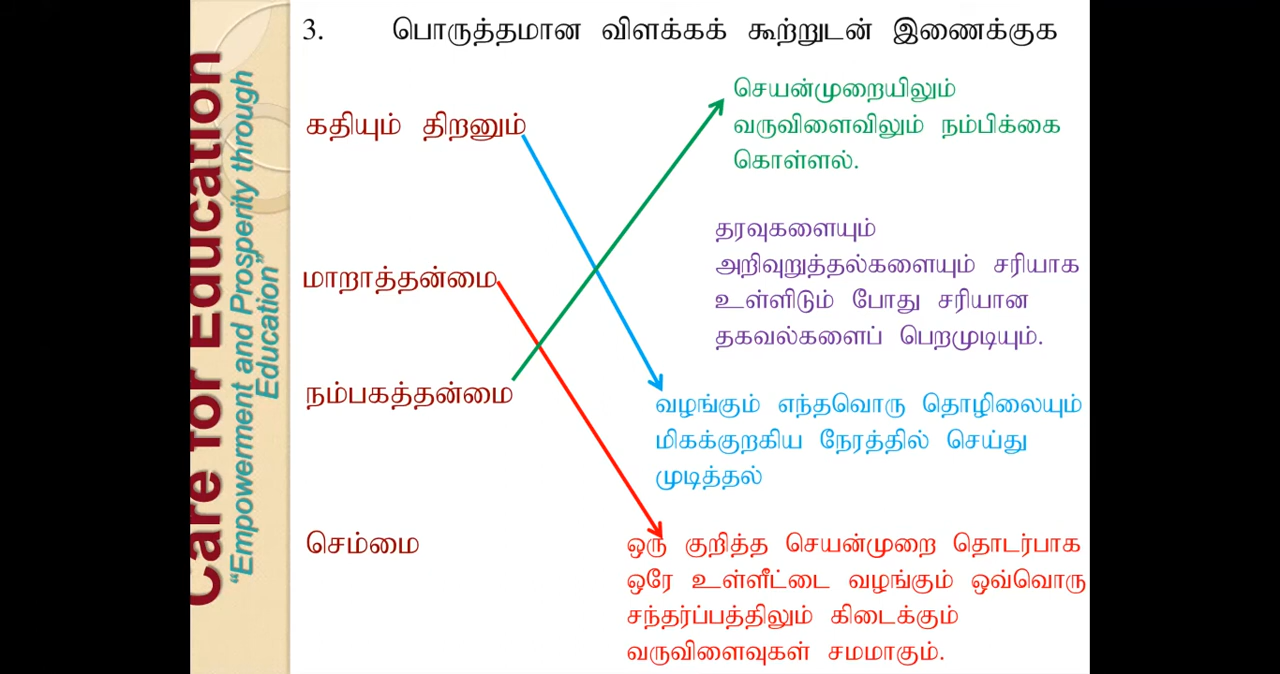 Care for Education
“Empowerment and Prosperity through
Education”
3. பொருத்தமான விளக்கக் கூற்றுடன் இணைக்குக
கதியும் திறனும்
மாறாத்தன்மை
நம்பகத்தன்மை
செம்மை
செயன்முறையிலும்
வருவிளைவிலும் நம்பிக்கை
கொள்ளல்.
தரவுகளையும்
அறிவுறுத்தல்களையும் சரியாக
உள்ளிடும் போது சரியான
தகவல்களைப் பெறமுடியும்.
வழங்கும் எந்தவொரு தொழிலையும்
மிகக்குறகிய நேரத்தில் செய்து
முடித்தல்
ஒரு குறித்த செயன்முறை தொடர்பாக
ஒரே உள்ளீட்டை வழங்கும் ஒவ்வொரு
சந்தர்ப்பத்திலும் கிடைக்கும்
வருவிளைவுகள் சமமாகும்.